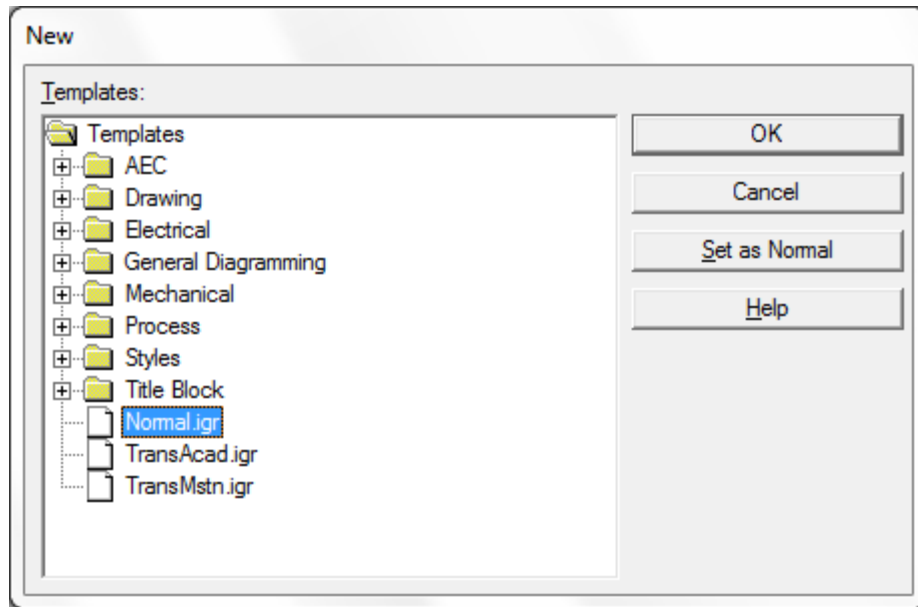 New
Templates:
Templates
AEC
Drawing
Electrical
General Diagramming
Mechanical
Process
Styles
Title Block
Normal.igr
TransAcad.igr
TransMstn.igr
OK
Cancel
Set as Normal
Help